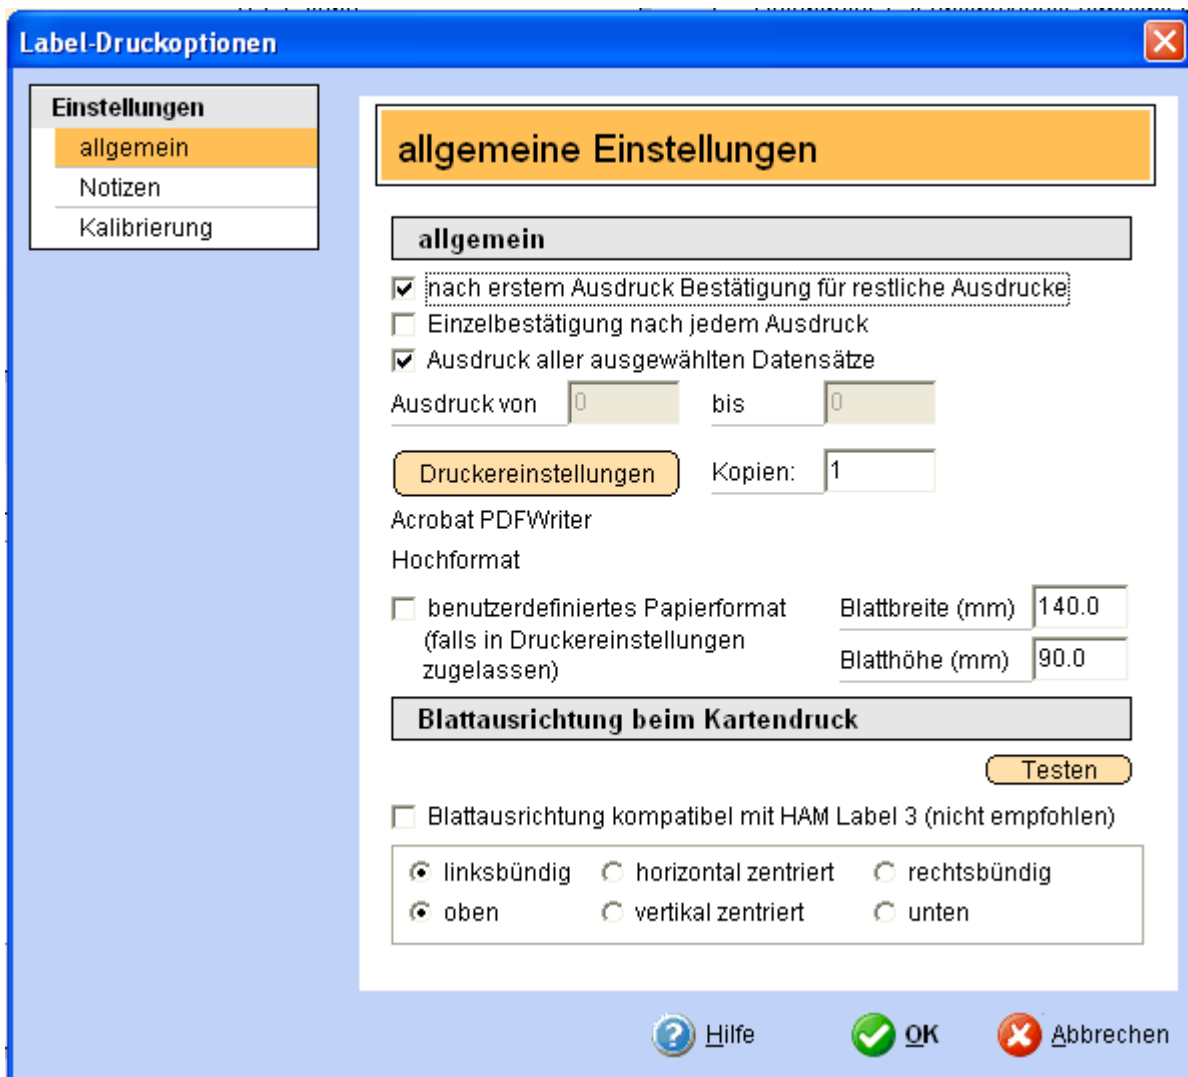 Label-Druckoptionen
Einstellungen
allgemein
Notizen
Kalibrierung
allgemeine Einstellungen
allgemein
nach erstem Ausdruck Bestätigung für restliche Ausdrucke
Einzelbestätigung nach jedem Ausdruck
Ausdruck aller ausgewählten Datensätze
Ausdruck von 0 bis 0
Druckereinstellungen Kopien: 1
Acrobat PDFWriter
Hochformat
benutzerdefiniertes Papierformat Blattbreite (mm) 140.0
(falls in Druckereinstellungen
zugelassen) Blatthöhe (mm) 90.0
Blattausrichtung beim Kartendruck
Testen
Blattausrichtung kompatibel mit HAM Label 3 (nicht empfohlen)
linksbündig horizontal zentriert rechtsbündig
oben vertikal zentriert unten
Hilfe OK Abbrechen